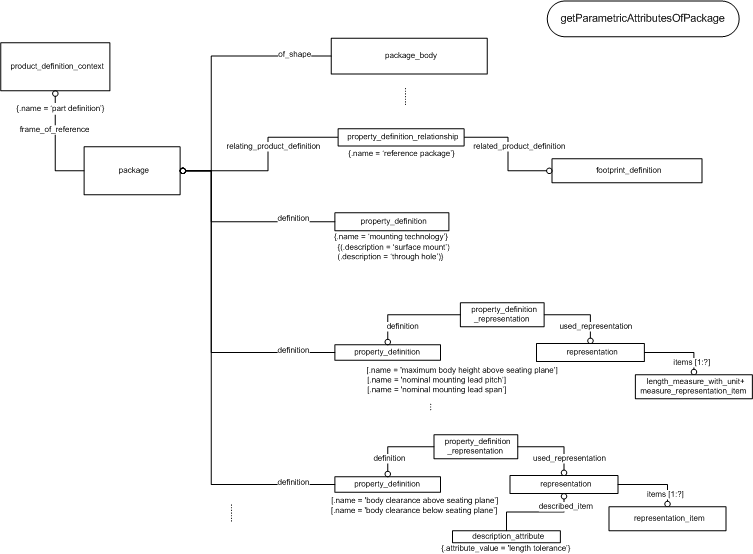 getParametricAttributesOfPackage
product_definition_context
{.name = 'part definition'}
frame_of_reference
package
of_shape
package_body
relating_product_definition
property_definition_relationship
{.name = 'reference package'}
related_product_definition
footprint_definition
definition
property_definition
{.name = 'mounting technology'}
{(.description = 'surface mount')
(.description = 'through hole')}
property_definition
_representation
definition
used_representation
definition
property_definition
representation
items [1:?]
[.name = 'maximum body height above seating plane']
[.name = 'nominal mounting lead pitch']
[.name = 'nominal mounting lead span']
length_measure_with_unit+
measure_representation_item
property_definition
_representation
definition
used_representation
definition
property_definition
representation
items [1:?]
[.name = 'body clearance above seating plane']
[.name = 'body clearance below seating plane']
described_item
representation_item
description_attribute
{.attribute_value = 'length tolerance'}